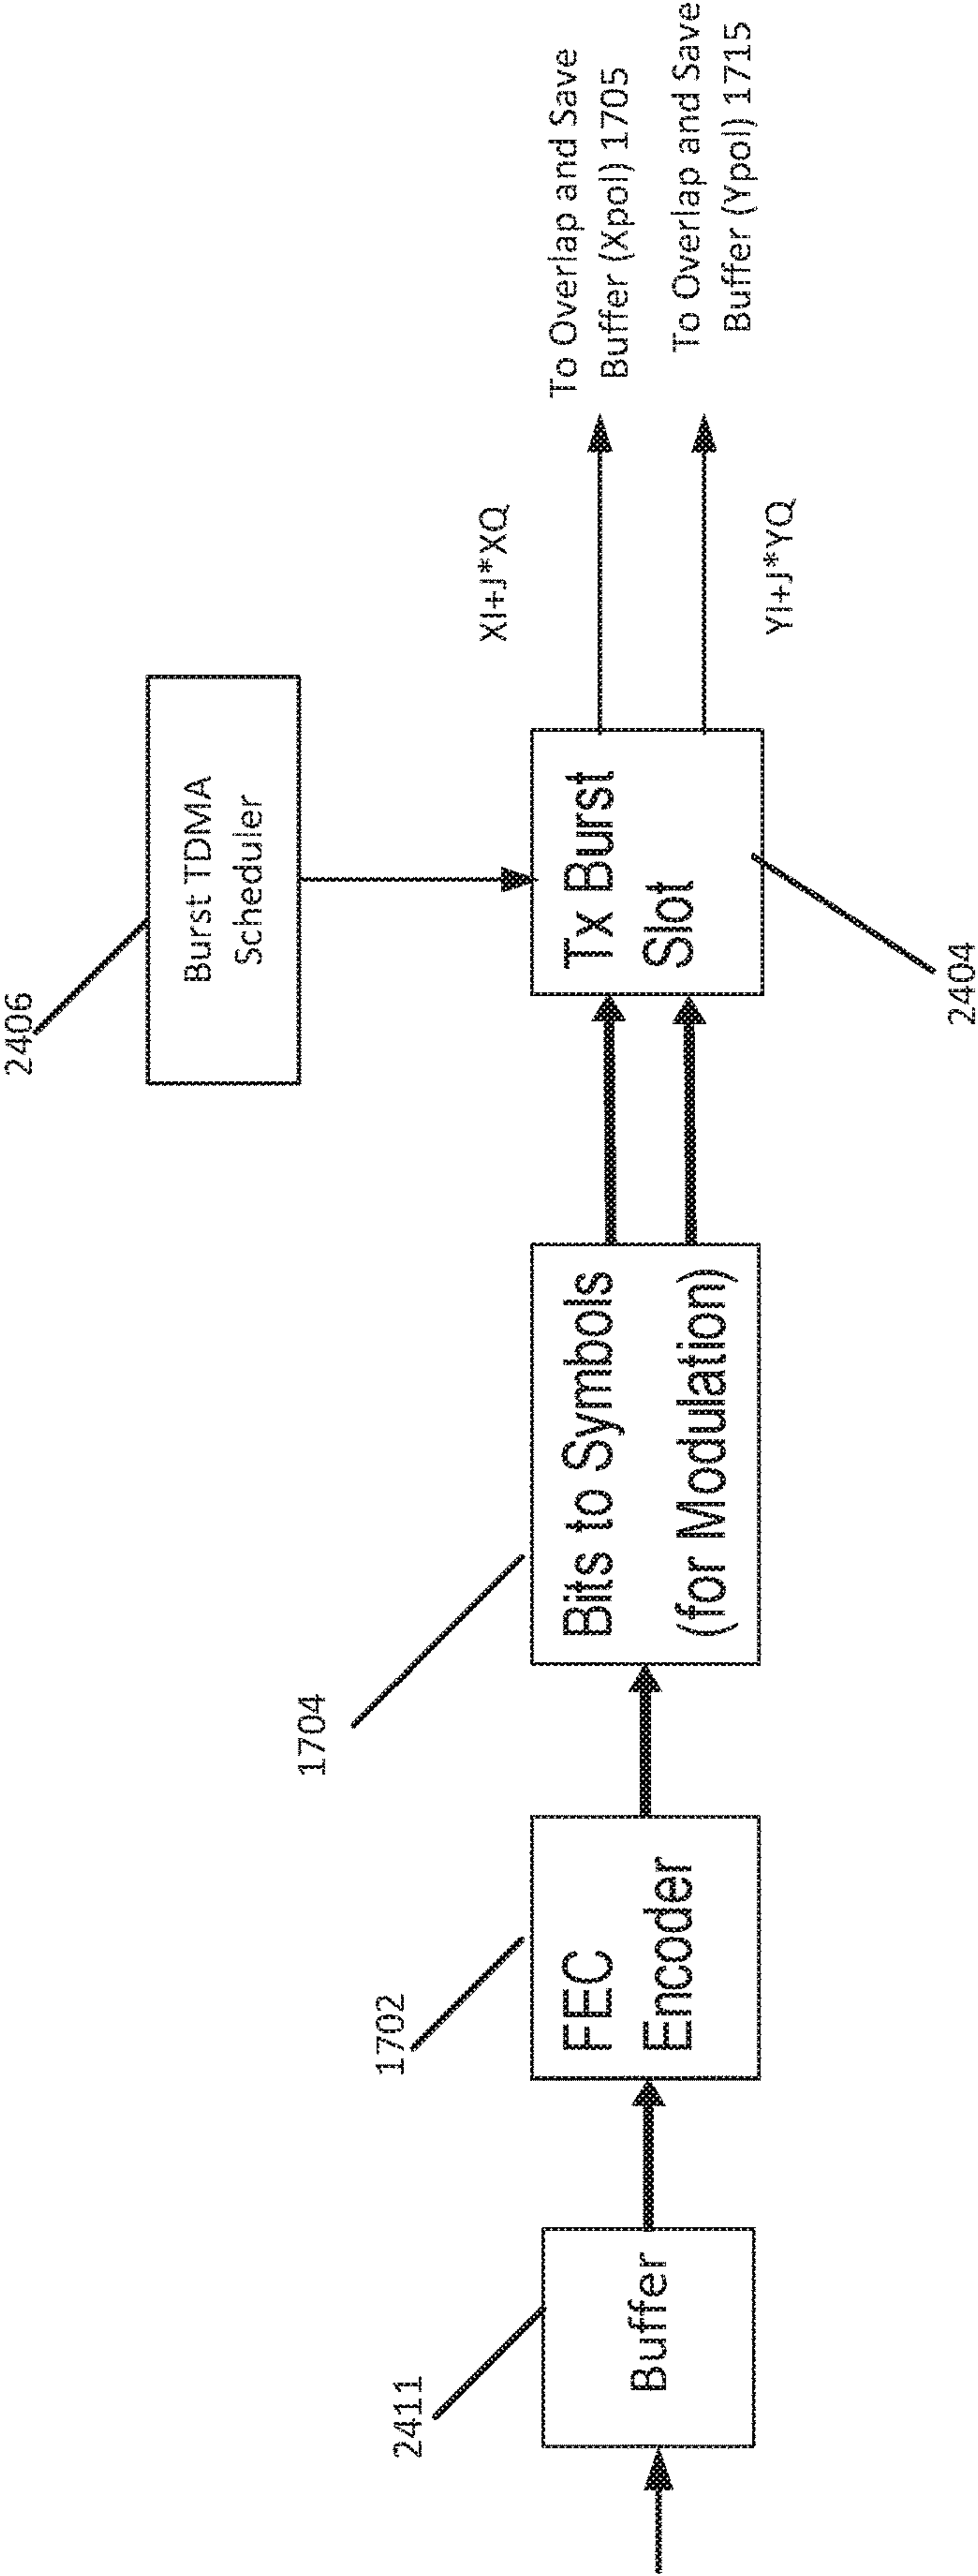 2406
Burst TDMA
Scheduler
XI+J*XQ
To Overlap and Save
Buffer (Xpol) 1705
To Overlap and Save
Buffer (Ypol) 1715
YI+J*YQ
2411
Buffer
1702
FEC
Encoder
1704
Bits to Symbols
(for Modulation)
Tx Burst
Slot
2404